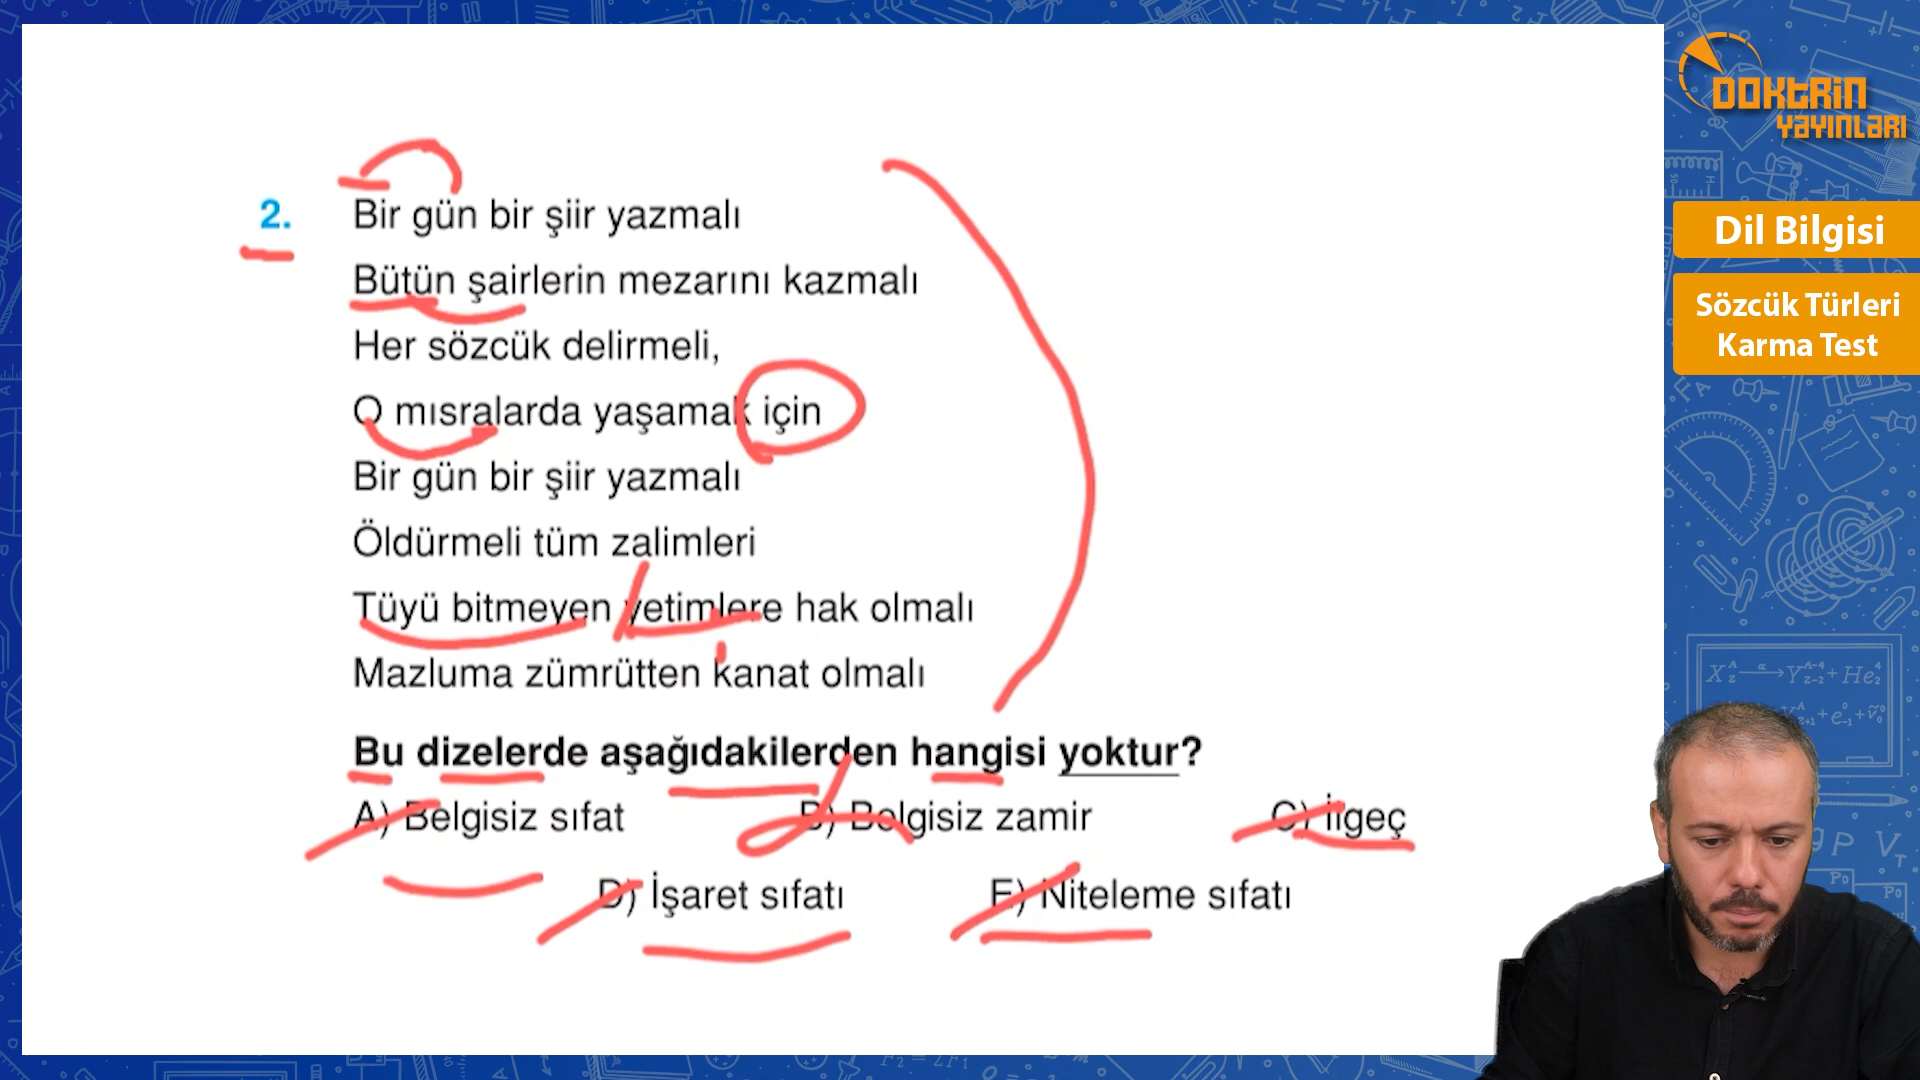 DOKTRİN
YAYINLARI
Dil Bilgisi
Sözcük Türleri
Karma Test
2. Bir gün bir şiir yazmalı
Bütün şairlerin mezarını kazmalı
Her sözcük delirmeli,
O mısralarda yaşamak için
Bir gün bir şiir yazmalı
Öldürmeli tüm zalimleri
Tüyü bitmeyen yetimlere hak olmalı
Mazluma zümrütten kanat olmalı
Bu dizelerde aşağıdakilerden hangisi yoktur?
A) Belgisiz sıfat B) Belgisiz zamir C) İlgeç
D) İşaret sıfatı E) Niteleme sıfatı